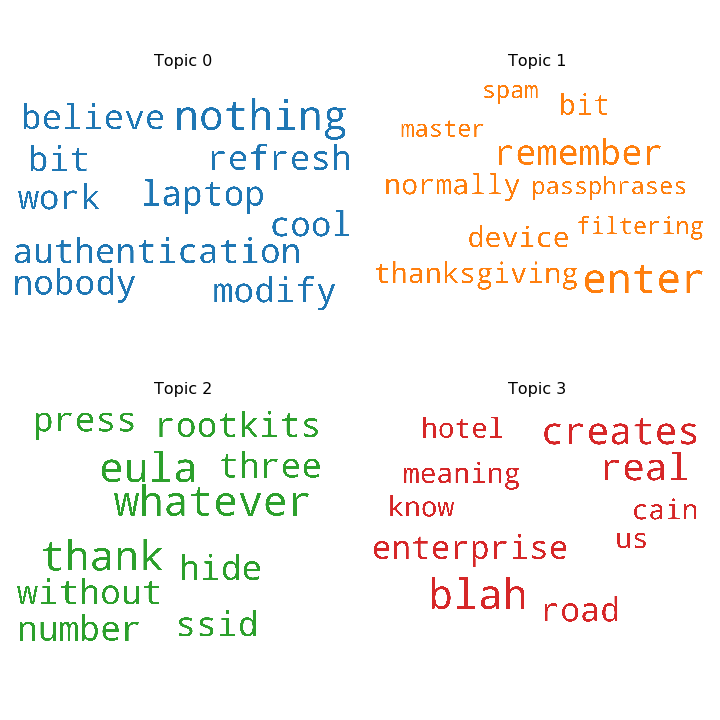 Topic 0
believe nothing
bit refresh
work laptop
cool
authentication
nobody modify
Topic 1
spam bit
master
remember
normally passphrases
device filtering
thanksgiving enter
Topic 2
press rootkits
eula three
whatever
thank hide
without
number ssid
Topic 3
hotel creates
meaning real
know cain
us
enterprise
blah road